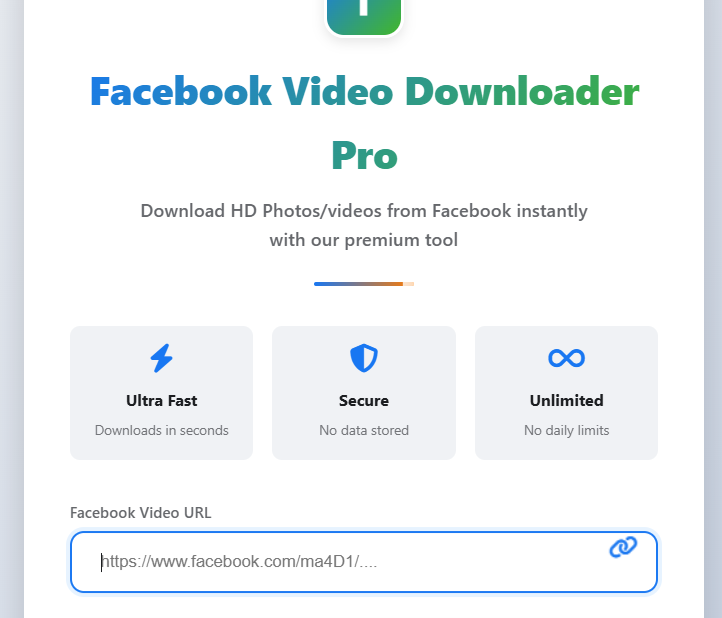 Facebook Video Downloader
Pro
Download HD Photos/videos from Facebook instantly
with our premium tool
Ultra Fast
Downloads in seconds
Secure
No data stored
Unlimited
No daily limits
Facebook Video URL
https://www.facebook.com/ma4D1/....